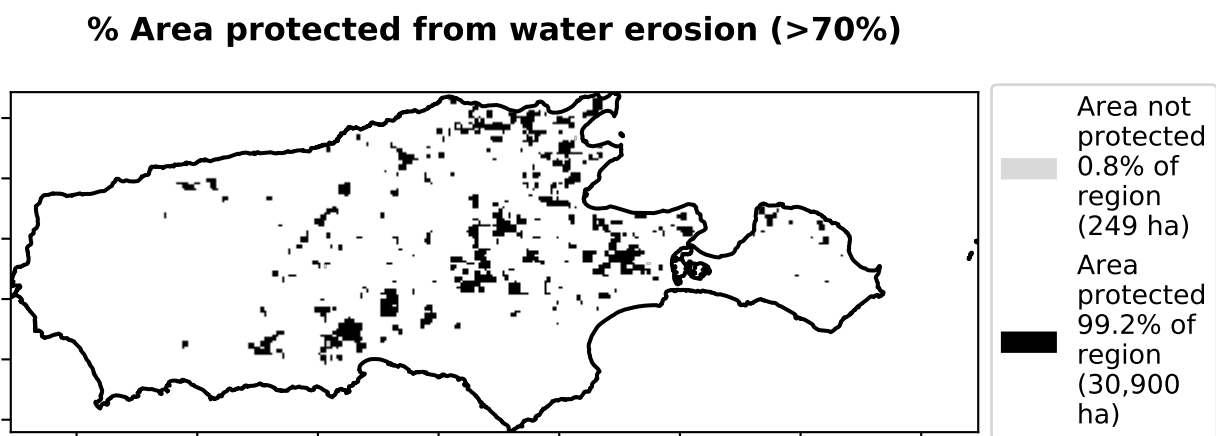 % Area protected from water erosion (>70%)
Area not
protected
0.8% of
region
(249 ha)
Area
protected
99.2% of
region
(30,900
ha)